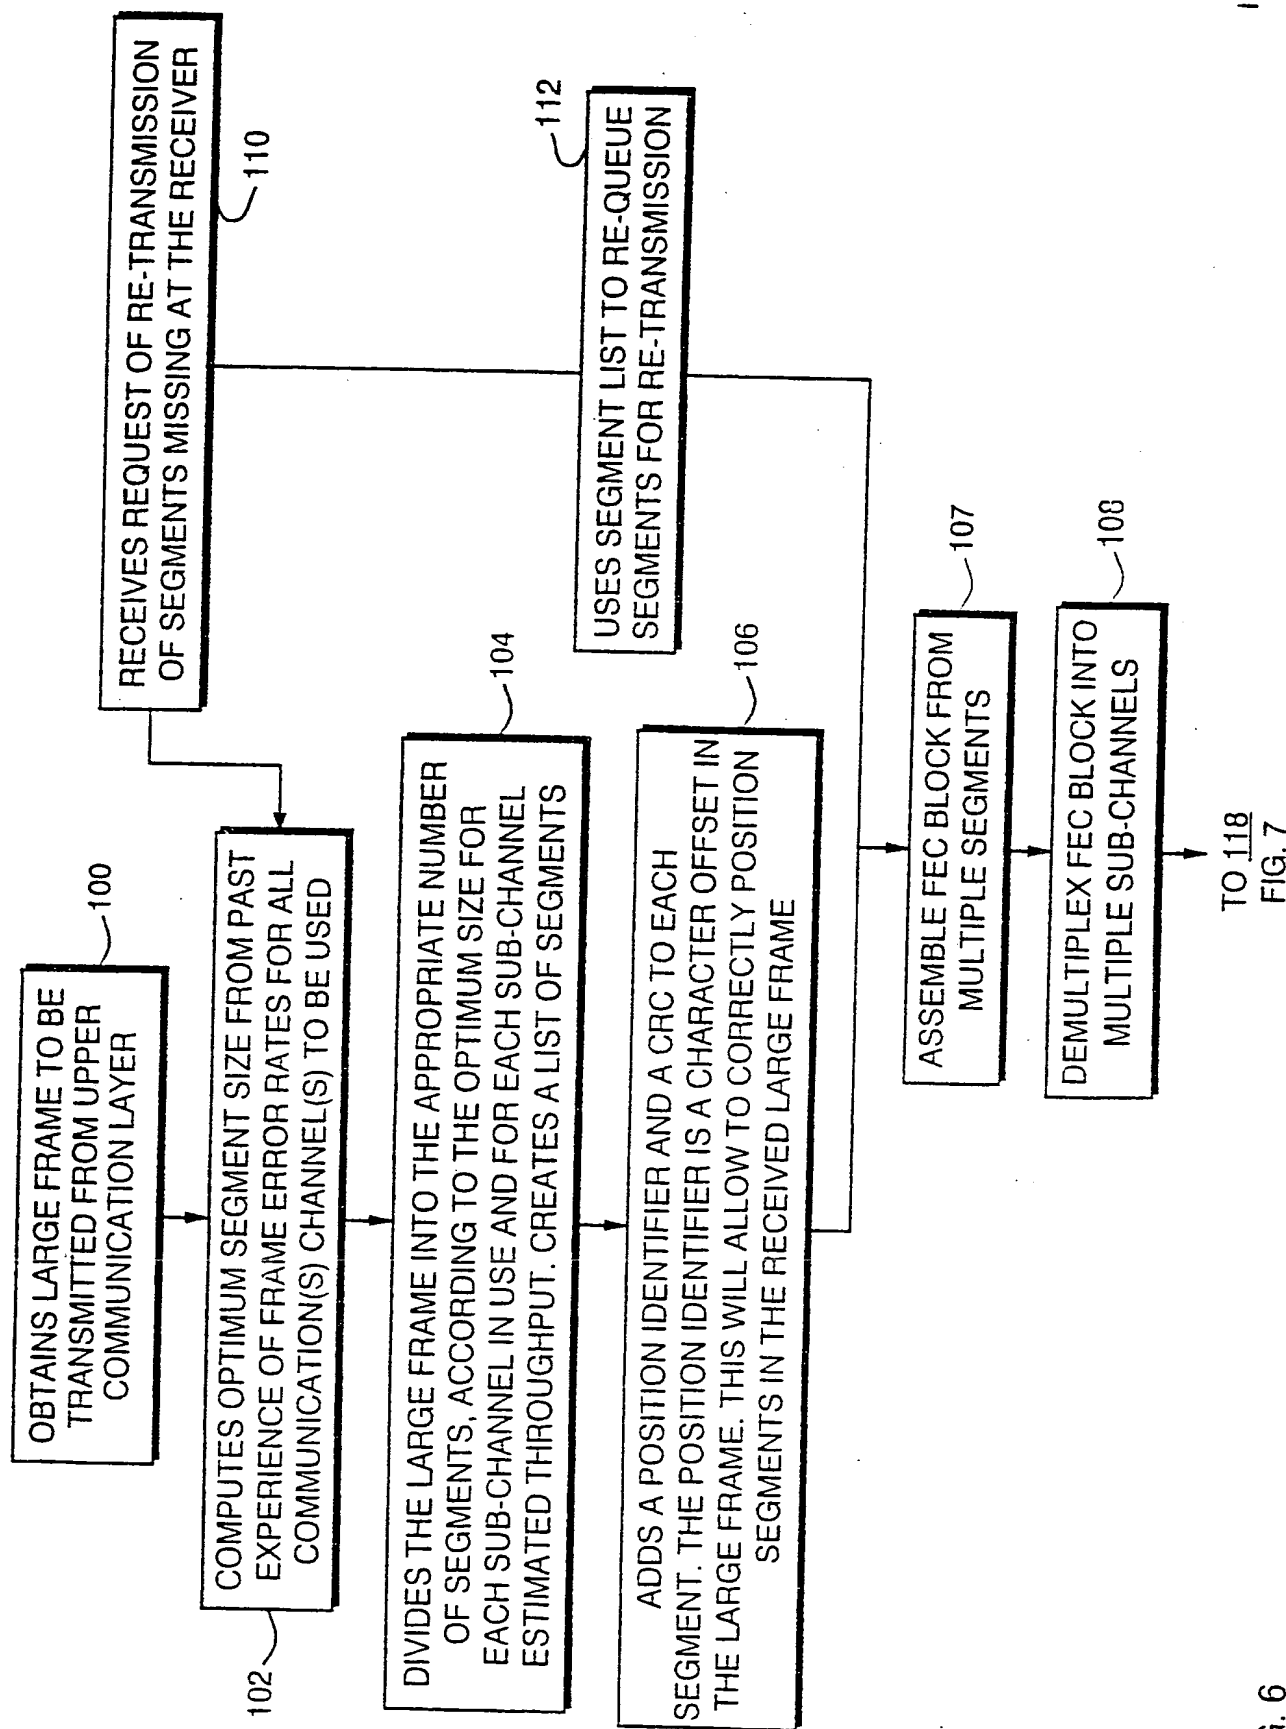 OBTAINS LARGE FRAME TO BE
TRANSMITTED FROM UPPER
COMMUNICATION LAYER
100
COMPUTES OPTIMUM SEGMENT SIZE FROM PAST
EXPERIENCE OF FRAME ERROR RATES FOR ALL
COMMUNICATION(S) CHANNEL(S) TO BE USED
102
DIVIDES THE LARGE FRAME INTO THE APPROPRIATE NUMBER
OF SEGMENTS, ACCORDING TO THE OPTIMUM SIZE FOR
EACH SUB-CHANNEL IN USE AND FOR EACH SUB-CHANNEL
ESTIMATED THROUGHPUT. CREATES A LIST OF SEGMENTS
104
ADDS A POSITION IDENTIFIER AND A CRC TO EACH
SEGMENT. THE POSITION IDENTIFIER IS A CHARACTER OFFSET IN
THE LARGE FRAME. THIS WILL ALLOW TO CORRECTLY POSITION
SEGMENTS IN THE RECEIVED LARGE FRAME
106
RECEIVES REQUEST OF RE-TRANSMISSION
OF SEGMENTS MISSING AT THE RECEIVER
110
USES SEGMENT LIST TO RE-QUEUE
SEGMENTS FOR RE-TRANSMISSION
112
ASSEMBLE FEC BLOCK FROM
MULTIPLE SEGMENTS
107
DEMULTIPLEX FEC BLOCK INTO
MULTIPLE SUB-CHANNELS
108
TO 118
FIG. 7